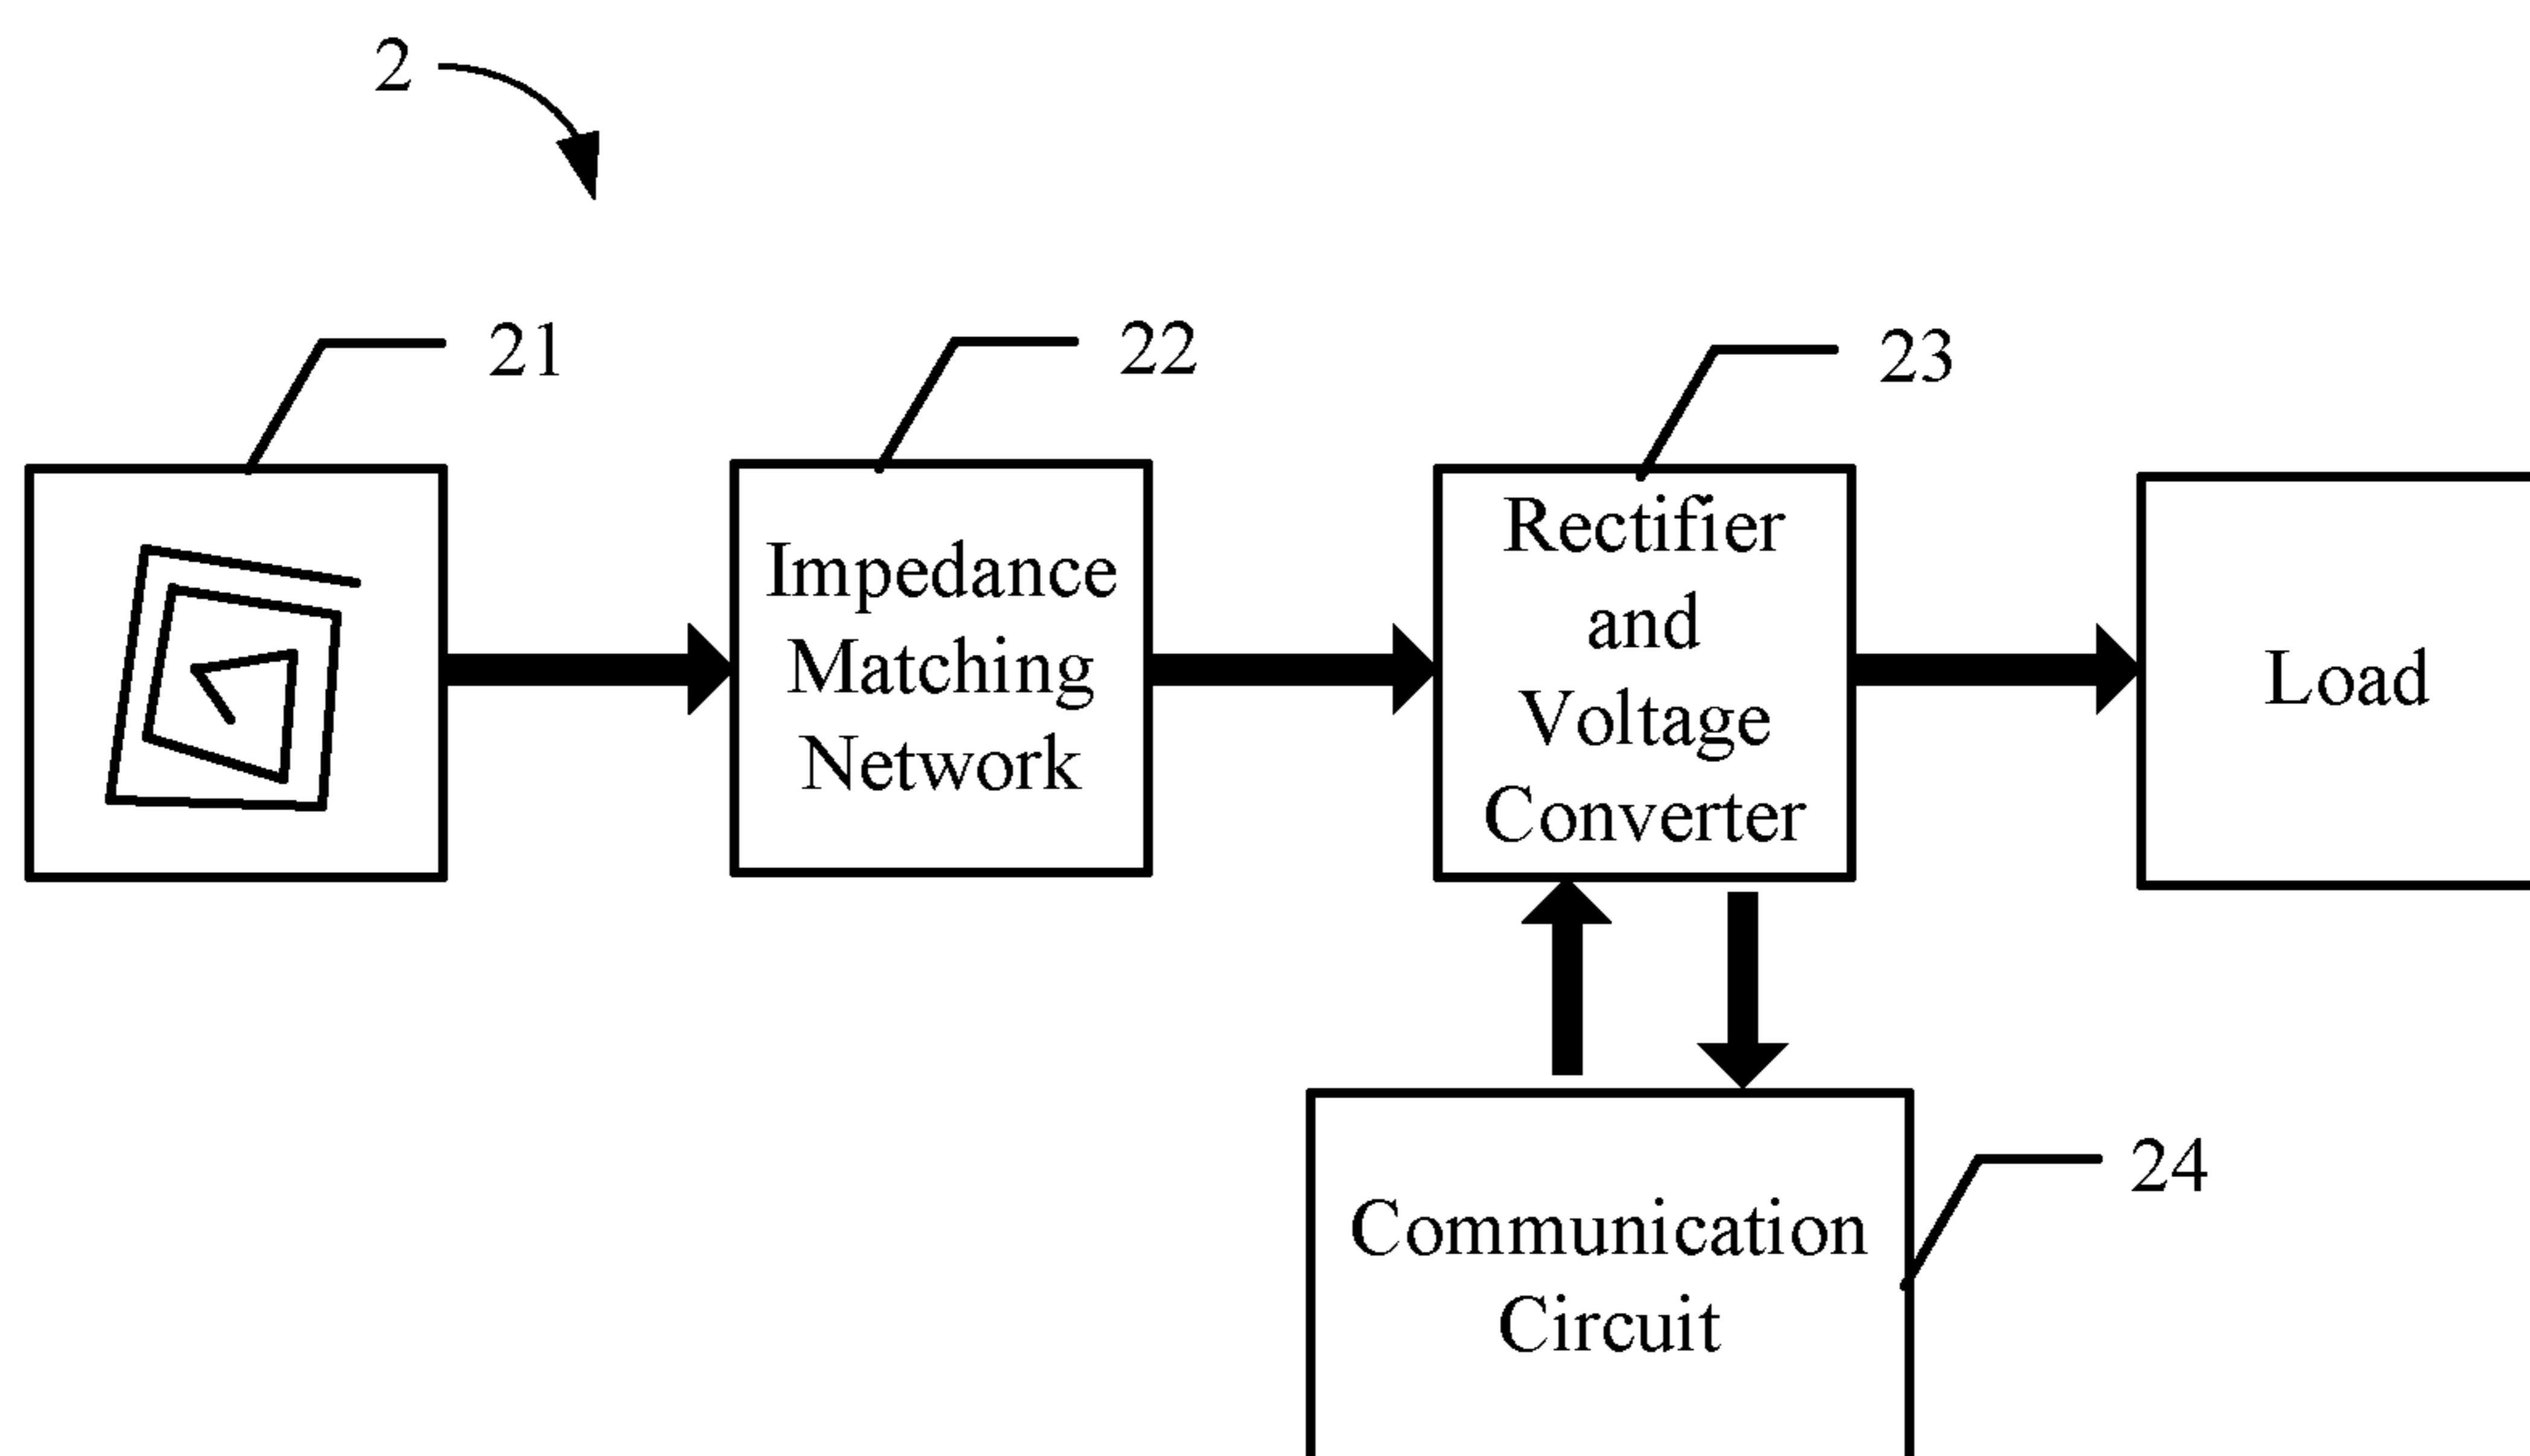 2
21
22
23
Impedance
Matching
Network
Rectifier
and
Voltage
Converter
Load
24
Communication
Circuit